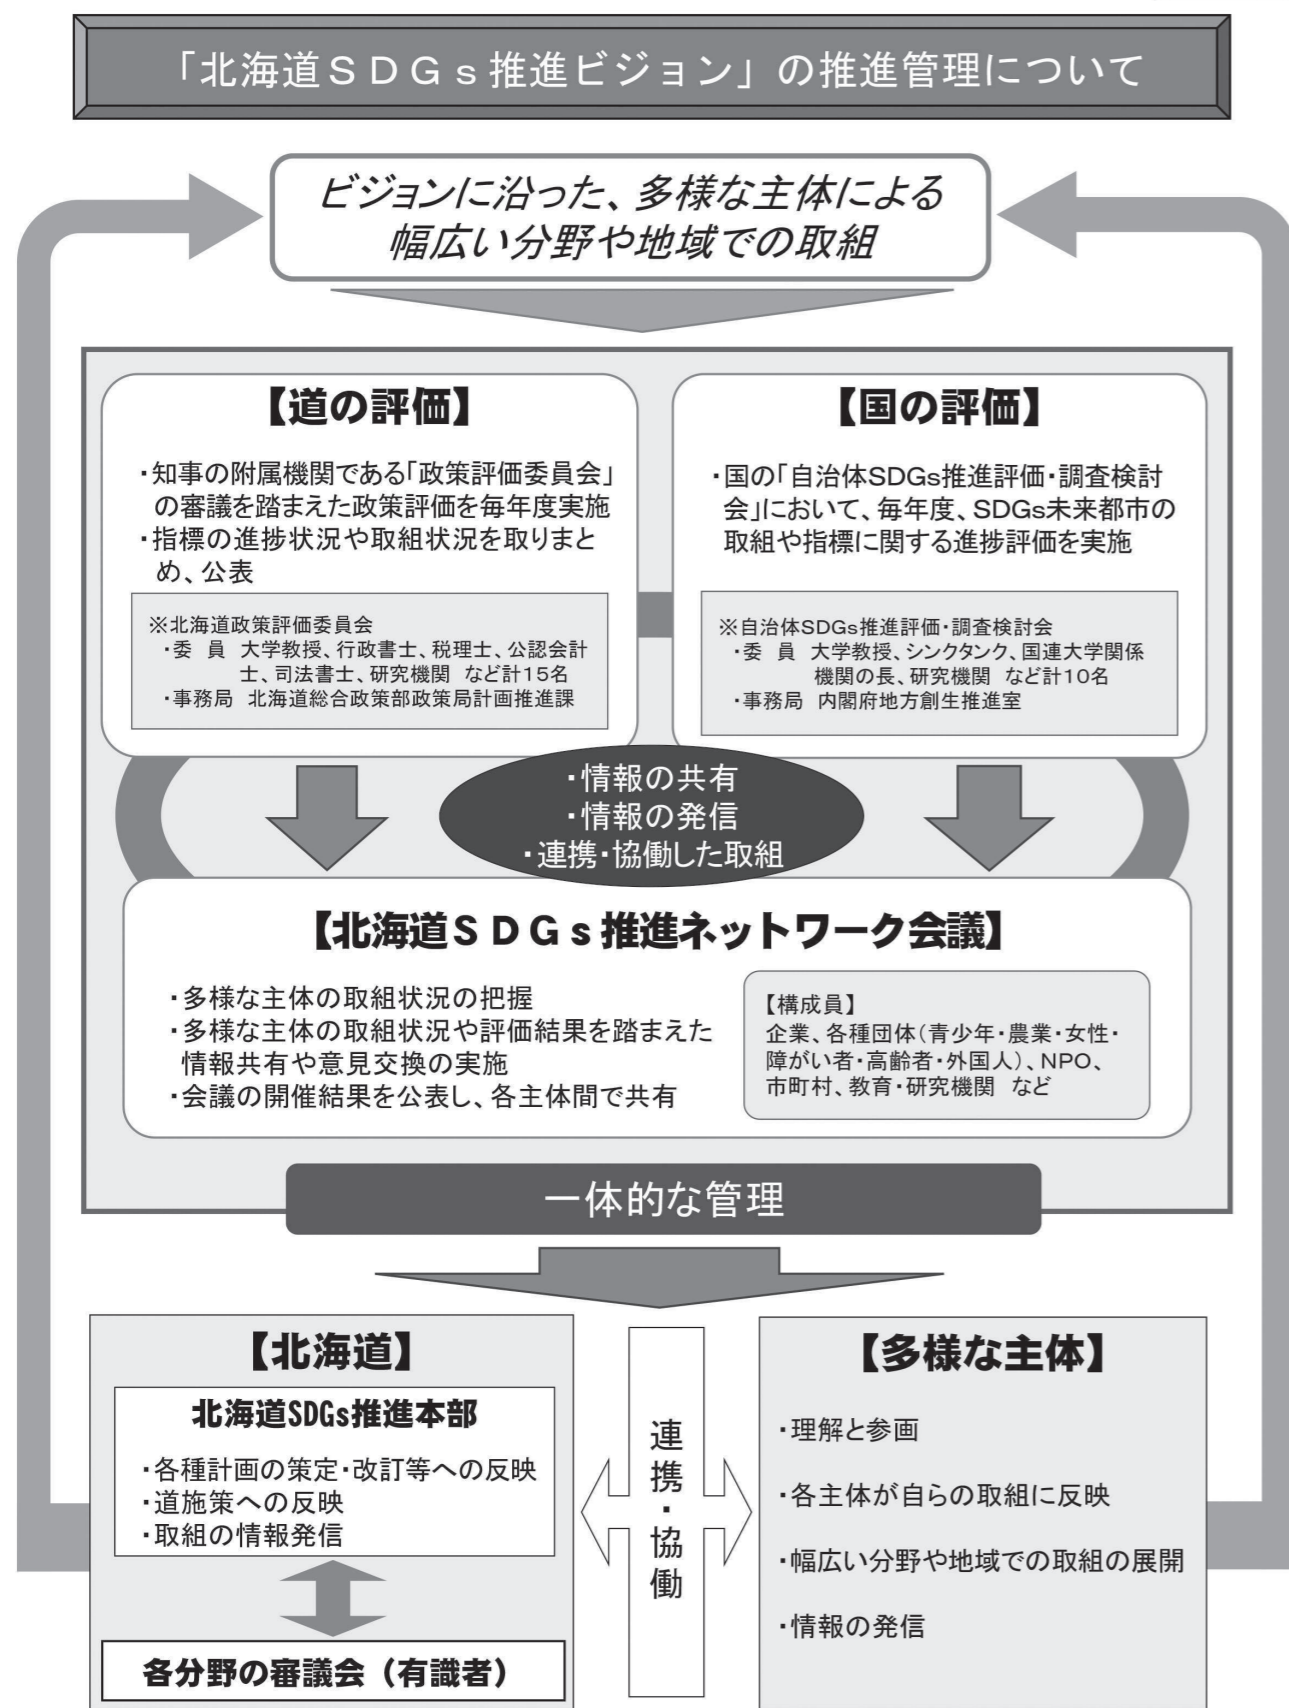 「北海道SDGs推進ビジョン」の推進管理について
ビジョンに沿った、多様な主体による
幅広い分野や地域での取組
【道の評価】
・知事の附属機関である「政策評価委員会」
の審議を踏まえた政策評価を毎年度実施
・指標の進捗状況や取組状況を取りまと
め、公表
※北海道政策評価委員会
・委 員 大学教授、行政書士、税理士、公認会計
士、司法書士、研究機関 など計15名
・事務局 北海道総合政策部政策局計画推進課
【国の評価】
・国の「自治体SDGs推進評価・調査検討
会」において、毎年度、SDGs未来都市の
取組や指標に関する進捗評価を実施
※自治体SDGs推進評価・調査検討会
・委 員 大学教授、シンクタンク、国連大学関係
機関の長、研究機関 など計10名
・事務局 内閣府地方創生推進室
・情報の共有
・情報の発信
・連携・協働した取組
【北海道SDGs推進ネットワーク会議】
・多様な主体の取組状況の把握
・多様な主体の取組状況や評価結果を踏まえた
情報共有や意見交換の実施
・会議の開催結果を公表し、各主体間で共有
【構成員】
企業、各種団体(青少年・農業・女性・
障がい者・高齢者・外国人)、NPO、
市町村、教育・研究機関 など
一体的な管理
【北海道】
北海道SDGs推進本部
・各種計画の策定・改訂等への反映
・道施策への反映
・取組の情報発信
各分野の審議会(有識者)
連携・協働
【多様な主体】
・理解と参画
・各主体が自らの取組に反映
・幅広い分野や地域での取組の展開
・情報の発信